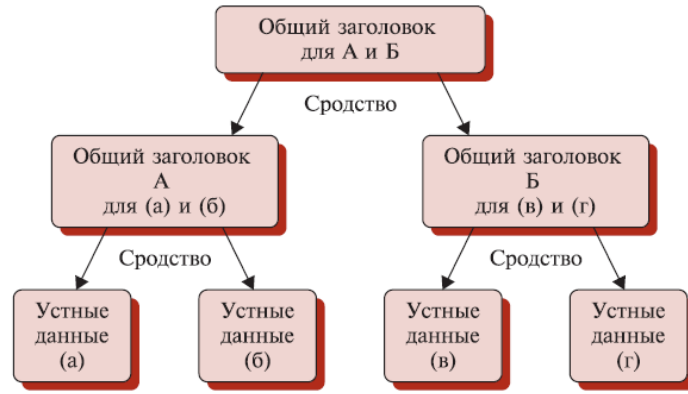 Общий заголовок
для А и Б
Сродство
Общий заголовок
А
для (а) и (б)
Общий заголовок
Б
для (в) и (г)
Сродство
Сродство
Устные
данные
(а)
Устные
данные
(б)
Устные
данные
(в)
Устные
данные
(г)